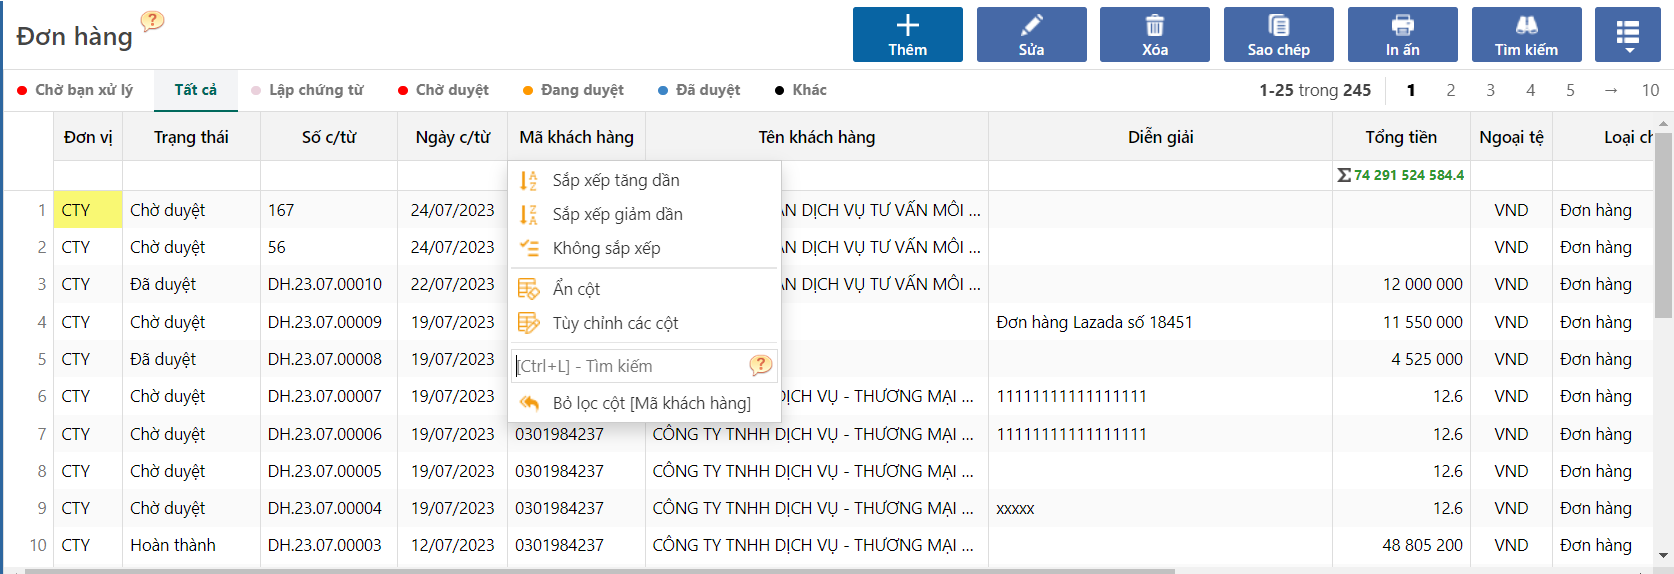 Đơn hàng
Thêm
Sửa
Xóa
Sao chép
In ấn
Tìm kiếm
Chờ bạn xử lý Tất cả Lập chứng từ Chờ duyệt Đang duyệt Đã duyệt Khác 1-25 trong 245 1 2 3 4 5 → 10
Đơn vị Trạng thái Số c/từ Ngày c/từ Mã khách hàng Tên khách hàng Diễn giải Tổng tiền Ngoại tệ Loại
Σ 74 291 524 584.4
1 CTY Chờ duyệt 167 24/07/2023 DỊCH VỤ TƯ VẤN MÔI ... VND Đơn hàng
2 CTY Chờ duyệt 56 24/07/2023 DỊCH VỤ TƯ VẤN MÔI ... VND Đơn hàng
3 CTY Đã duyệt DH.23.07.00010 22/07/2023 DỊCH VỤ TƯ VẤN MÔI ... 12 000 000 VND Đơn hàng
4 CTY Chờ duyệt DH.23.07.00009 19/07/2023 Đơn hàng Lazada số 18451 11 550 000 VND Đơn hàng
5 CTY Đã duyệt DH.23.07.00008 19/07/2023 4 525 000 VND Đơn hàng
6 CTY Chờ duyệt DH.23.07.00007 19/07/2023 DỊCH VỤ - THƯƠNG MẠI ... 11111111111111111 12.6 VND Đơn hàng
7 CTY Chờ duyệt DH.23.07.00006 19/07/2023 0301984237 CÔNG TY TNHH DỊCH VỤ - THƯƠNG MẠI ... 11111111111111111 12.6 VND Đơn hàng
8 CTY Chờ duyệt DH.23.07.00005 19/07/2023 0301984237 CÔNG TY TNHH DỊCH VỤ - THƯƠNG MẠI ... 12.6 VND Đơn hàng
9 CTY Chờ duyệt DH.23.07.00004 19/07/2023 0301984237 CÔNG TY TNHH DỊCH VỤ - THƯƠNG MẠI ... xxxxx 12.6 VND Đơn hàng
10 CTY Hoàn thành DH.23.07.00003 12/07/2023 0301984237 CÔNG TY TNHH DỊCH VỤ - THƯƠNG MẠI ... 48 805 200 VND Đơn hàng
Sắp xếp tăng dần
Sắp xếp giảm dần
Không sắp xếp
Ẩn cột
Tùy chỉnh các cột
[Ctrl+L] - Tìm kiếm
Bỏ lọc cột [Mã khách hàng]